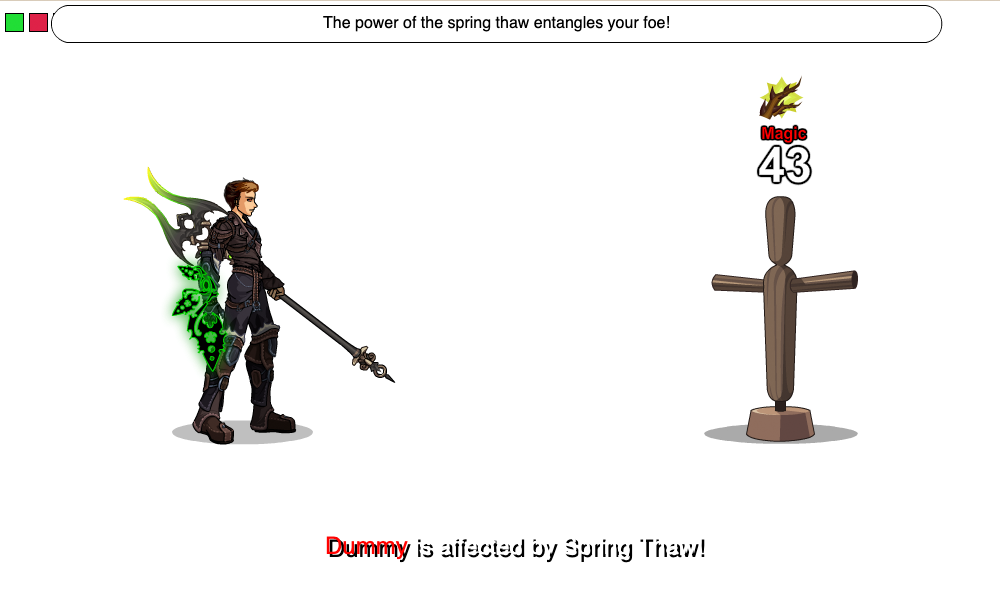 The power of the spring thaw entangles your foe!
Magic
43
Dummy is affected by Spring Thaw!